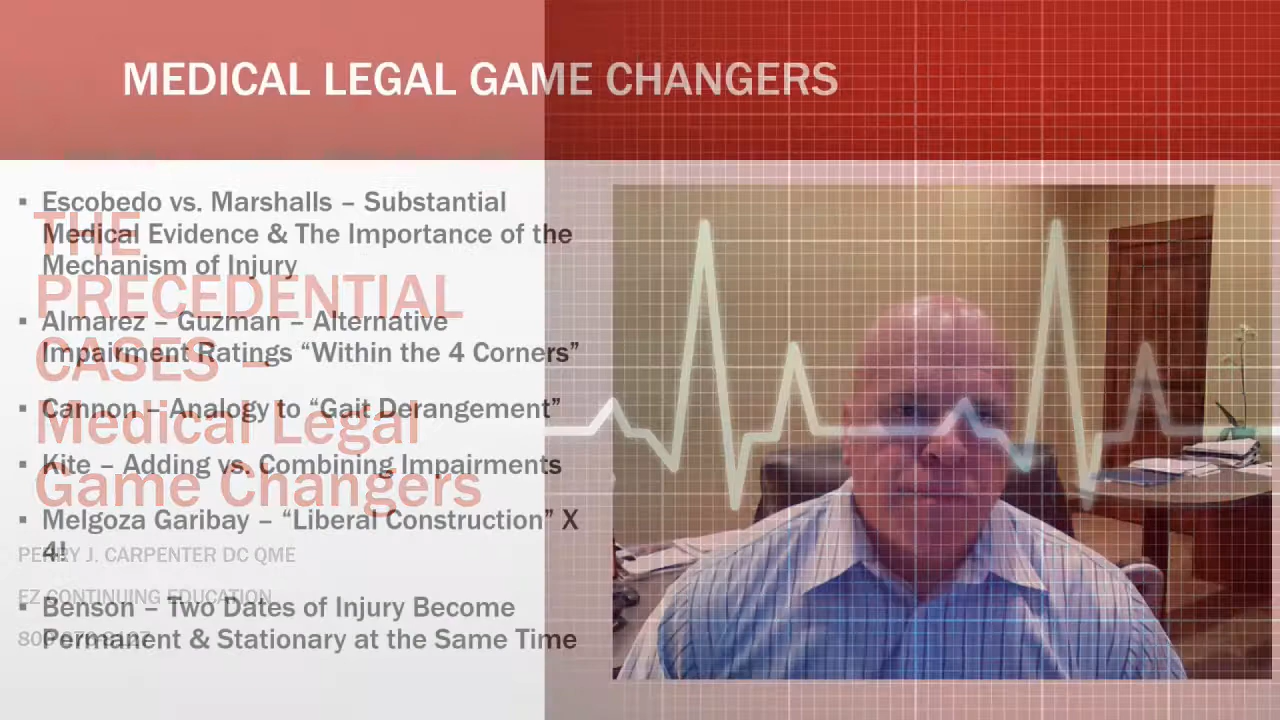 MEDICAL LEGAL GAME CHANGERS
▪ Escobedo vs. Marshalls – Substantial
Medical Evidence & The Importance of the
Mechanism of Injury
▪ Almarez – Guzman – Alternative
Impairment Ratings “Within the 4 Corners”
▪ Cannon – Analogy to “Gait Derangement”
▪ Kite – Adding vs. Combining Impairments
▪ Melgoza Garibay – “Liberal Construction” X
4!
▪ Benson – Two Dates of Injury Become
Permanent & Stationary at the Same Time
THE
PRECEDENTIAL
CASES –
Medical Legal
Game Changers
PERRY J. CARPENTER DC QME
EZ CONTINUING EDUCATION